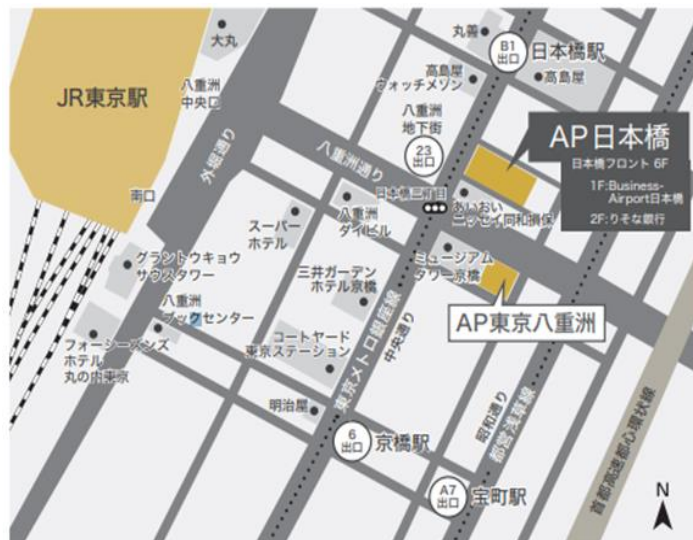 大丸
丸善
B1
出口
日本橋駅
高島屋
ウォッチメゾン
高島屋
JR東京駅
八重洲
中央口
八重洲
地下街
23
出口
AP日本橋
日本橋フロント 6F
1F:Business-
Airport日本橋
2F:りそな銀行
外堀通り
八重洲通り
南口
日本橋三丁目
あいおい
ニッセイ同和損保
スーパー
ホテル
八重洲
ダイビル
グラントウキョウ
サウスタワー
三井ガーデン
ホテル京橋
ミュージアム
タワー京橋
AP東京八重洲
八重洲
ブックセンター
フォーシーズンズ
ホテル
丸の内東京
コートヤード
東京ステーション
東京メトロ銀座線
中央通り
明治屋
6
出口
京橋駅
昭和通り
都営浅草線
A7
出口
宝町駅
首都高速都心環状線
N